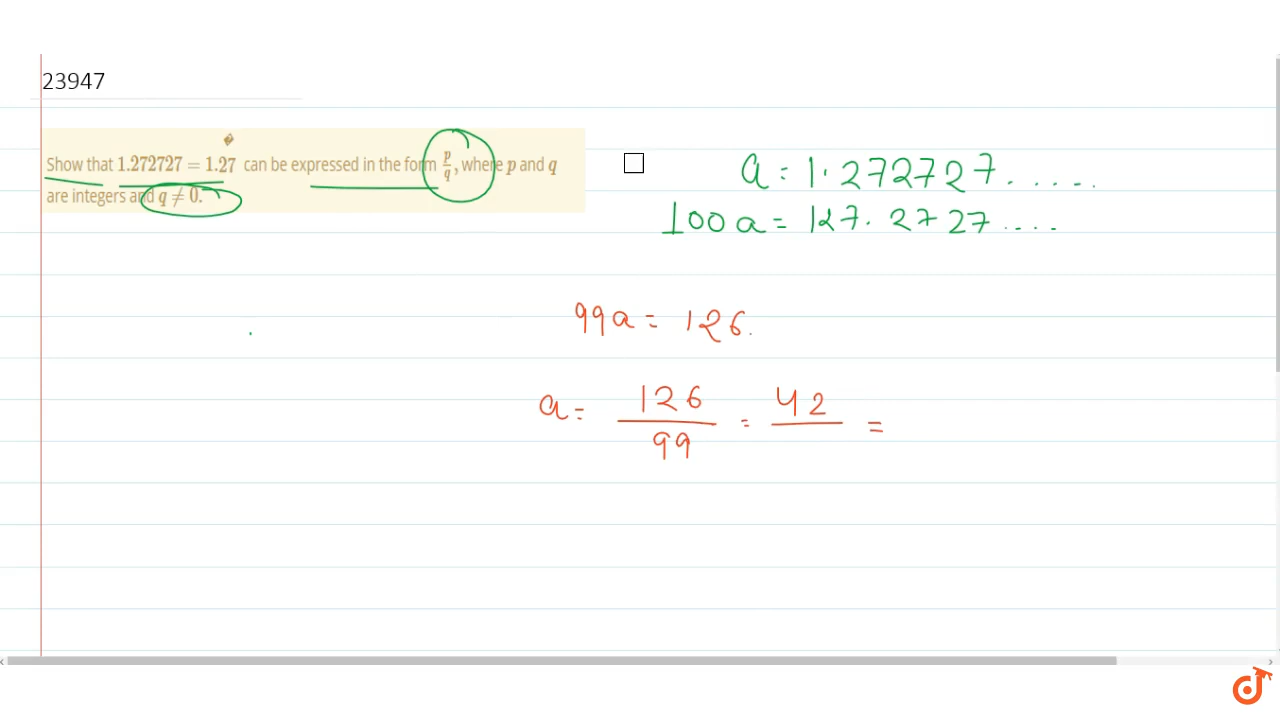 23947
Show that 1.272727 = 1.27 can be expressed in the form p/q, where p and q
are integers and q ≠ 0.
a = 1.272727.....
100a = 127.2727....
99a = 126.
a = 126/99 = 42/ =